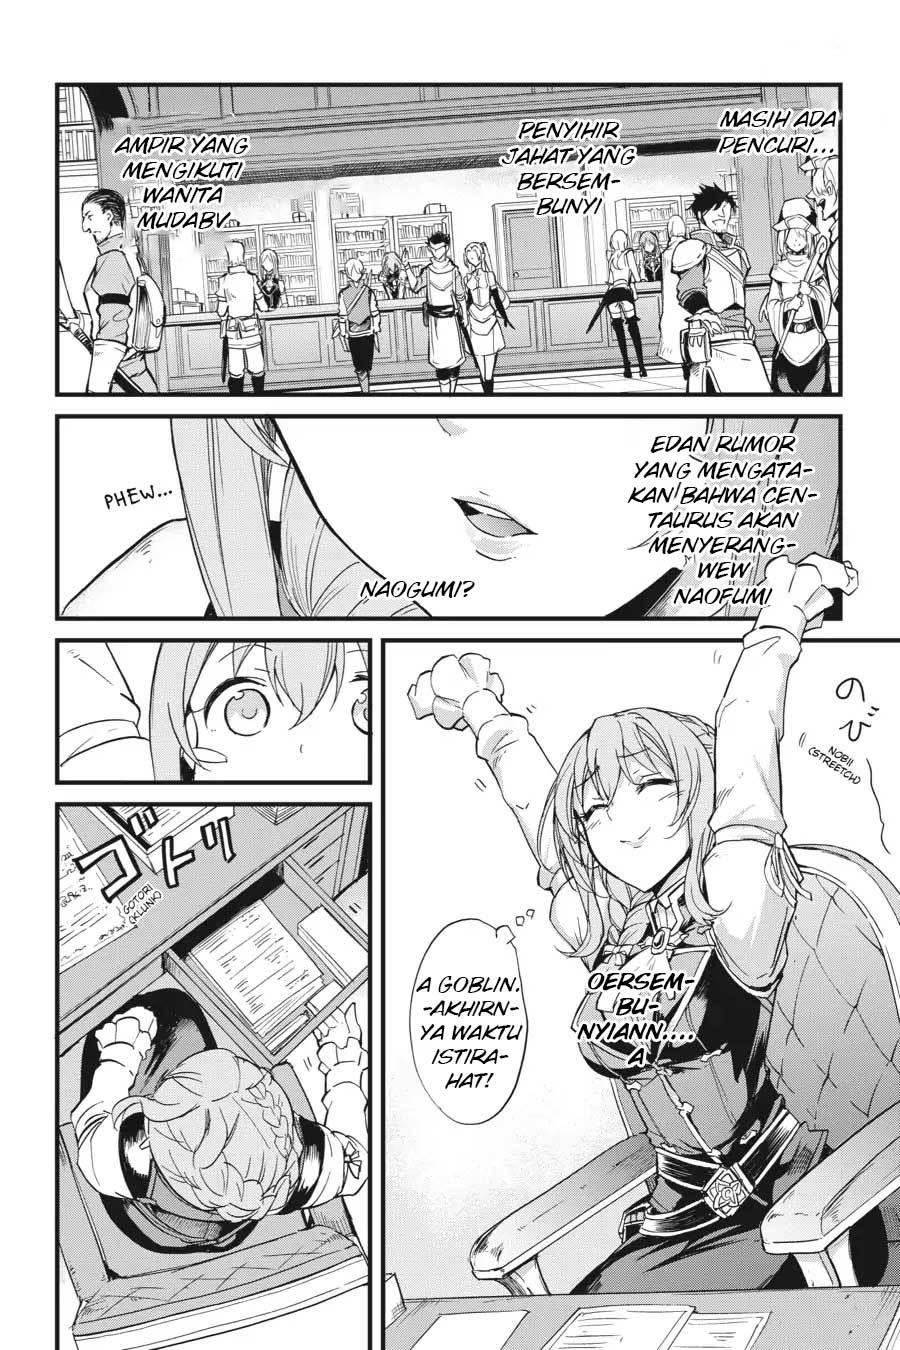 MASIH ADA
PENCURI...
PENYIHIR
JAHAT YANG
BERSEM-
BUNYI
AMPIR YANG
MENGIKUTI
WANITA
MUDABV
EDAN RUMOR
YANG MENGATA-
KAN BAHWA CEN-
TAURUS AKAN
MENYERANG-
WEW
NAOFUMI
PHEW...
NAOGUMI?
のび
NOBII
(STREETCH)
OERSEM-
BU-
NYIANN....
A
A GOBLIN.
-AKHIRN-
YA WAKTU
ISTIRA-
HAT!
ゴトリ
GOTORI
(KLUNK)